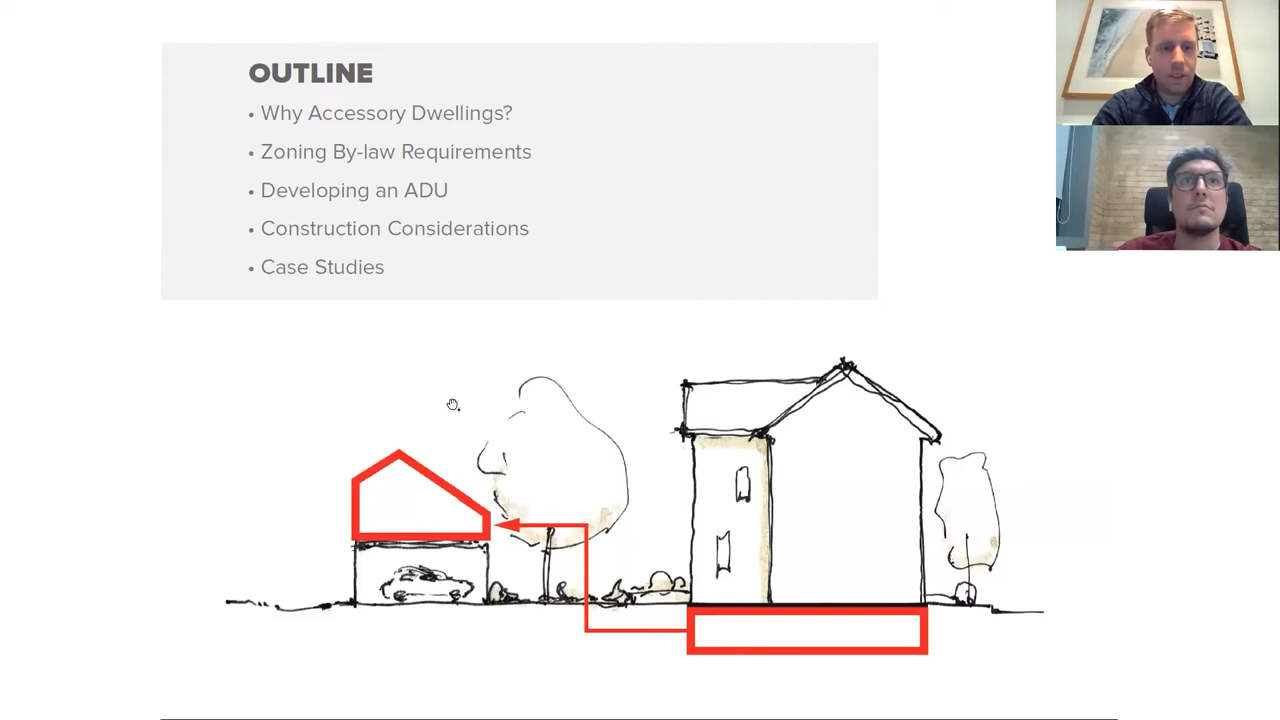 OUTLINE
• Why Accessory Dwellings?
• Zoning By-law Requirements
• Developing an ADU
• Construction Considerations
• Case Studies